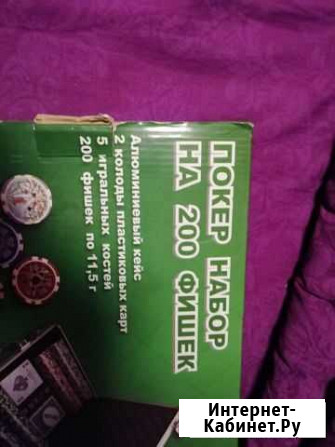 ПОКЕР НАБОР
НА 200 ФИШЕК
Алюминиевый кейс
2 колоды пластиковых карт
5 игральных костей
200 фишек по 11,5 г
Интернет-
Кабинет.Ру